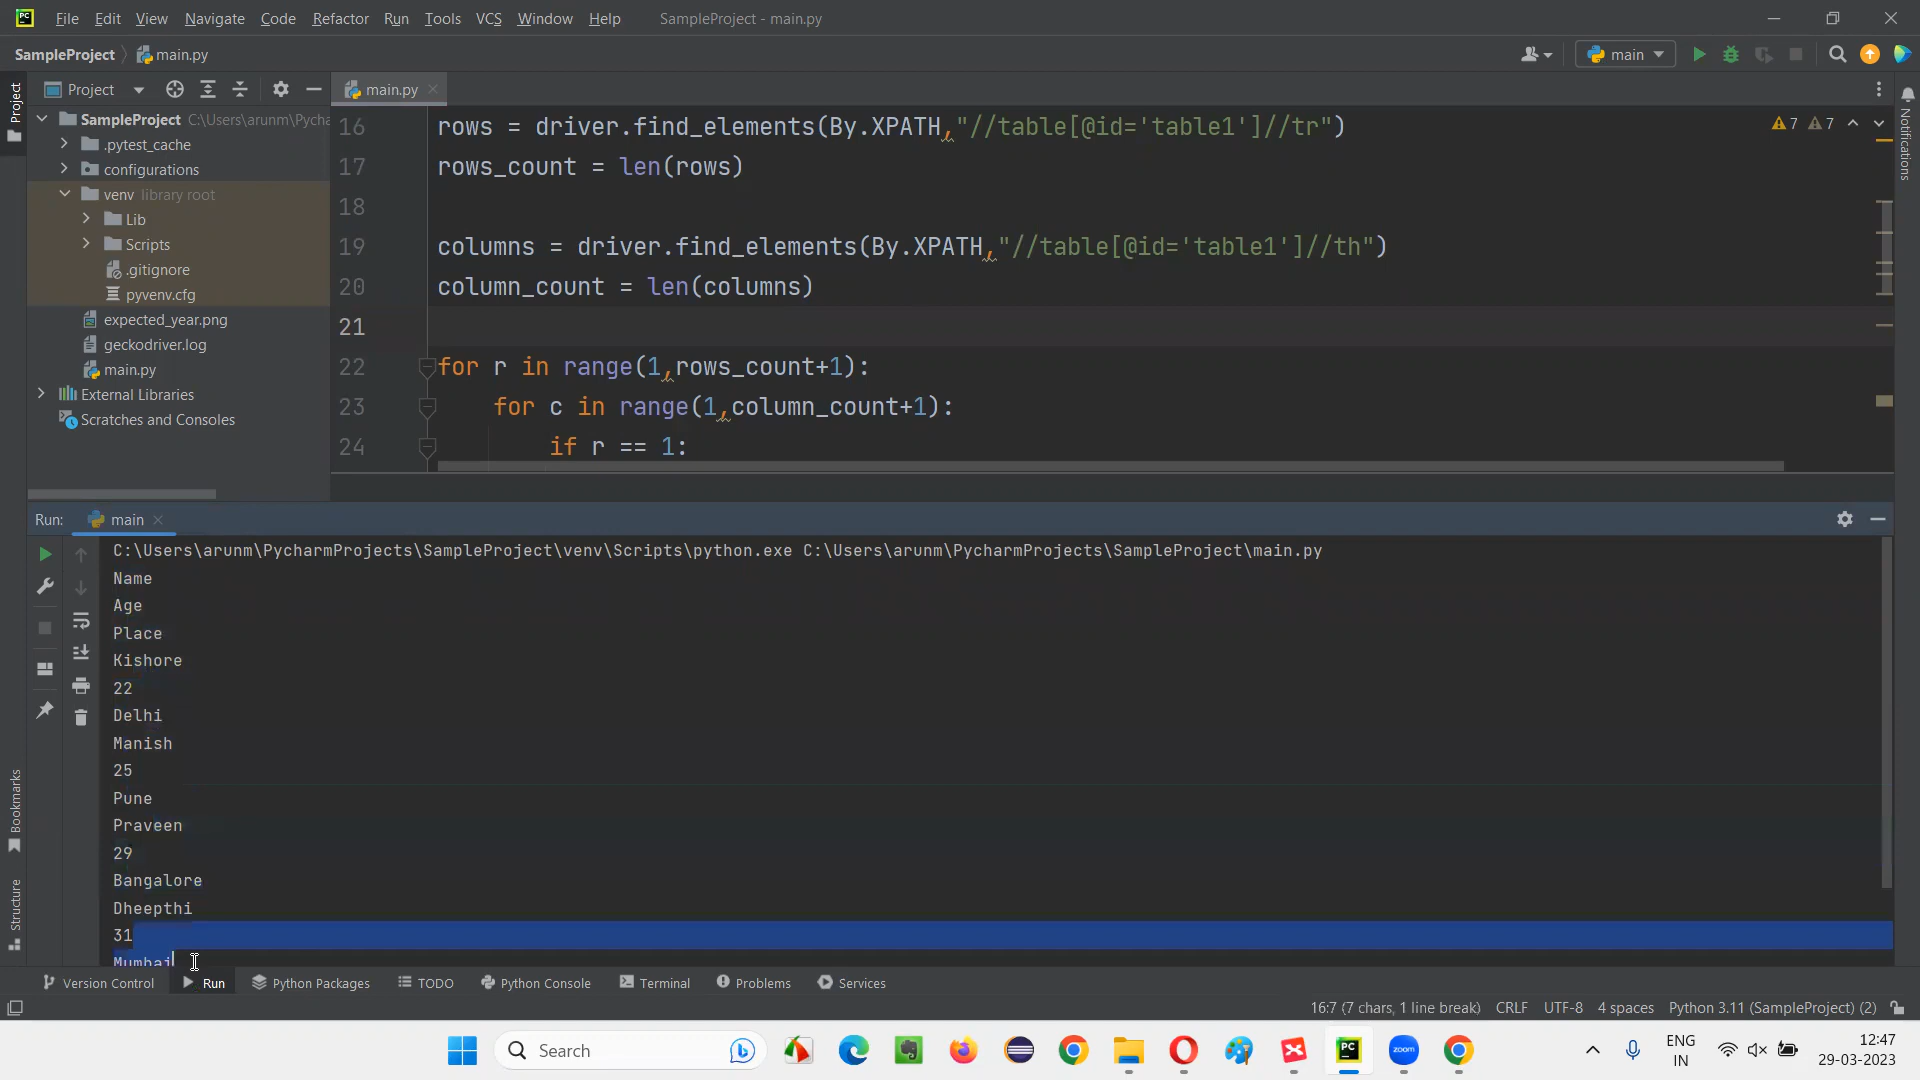 File Edit View Navigate Code Refactor Run Tools VCS Window Help SampleProject - main.py
SampleProject main.py main
Project main.py
Project
Notifications
Bookmarks
Structure
SampleProject C:\Users\arunm\Pycha
.pytest_cache
configurations
venv library root
Lib
Scripts
.gitignore
pyvenv.cfg
expected_year.png
geckodriver.log
main.py
External Libraries
Scratches and Consoles
7 7
16 rows = driver.find_elements(By.XPATH,"//table[@id='table1']//tr")
17 rows_count = len(rows)
18
19 columns = driver.find_elements(By.XPATH,"//table[@id='table1']//th")
20 column_count = len(columns)
21
22 for r in range(1,rows_count+1):
23 for c in range(1,column_count+1):
24 if r == 1:
Run: main
C:\Users\arunm\PycharmProjects\SampleProject\venv\Scripts\python.exe C:\Users\arunm\PycharmProjects\SampleProject\main.py
Name
Age
Place
Kishore
22
Delhi
Manish
25
Pune
Praveen
29
Bangalore
Dheepthi
31
Mumbai
Version Control Run Python Packages TODO Python Console Terminal Problems Services
16:7 (7 chars, 1 line break) CRLF UTF-8 4 spaces Python 3.11 (SampleProject) (2)
Search
zoom
ENG
IN
12:47
29-03-2023